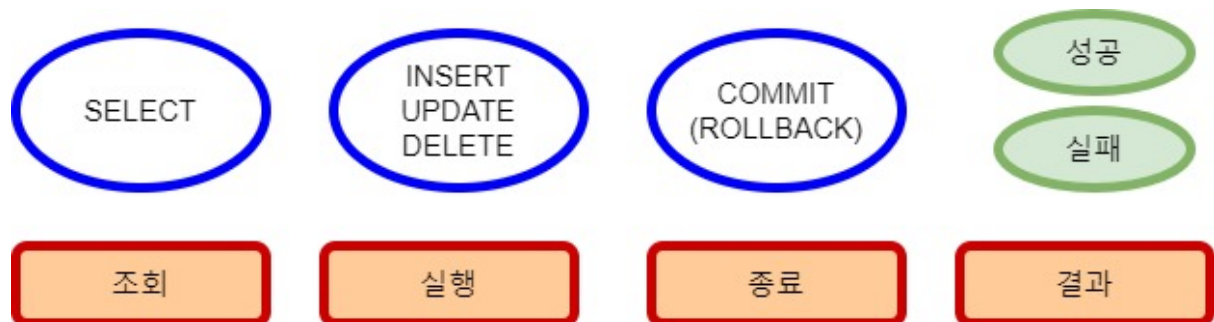 SELECT
INSERT
UPDATE
DELETE
COMMIT
(ROLLBACK)
성공
실패
조회
실행
종료
결과